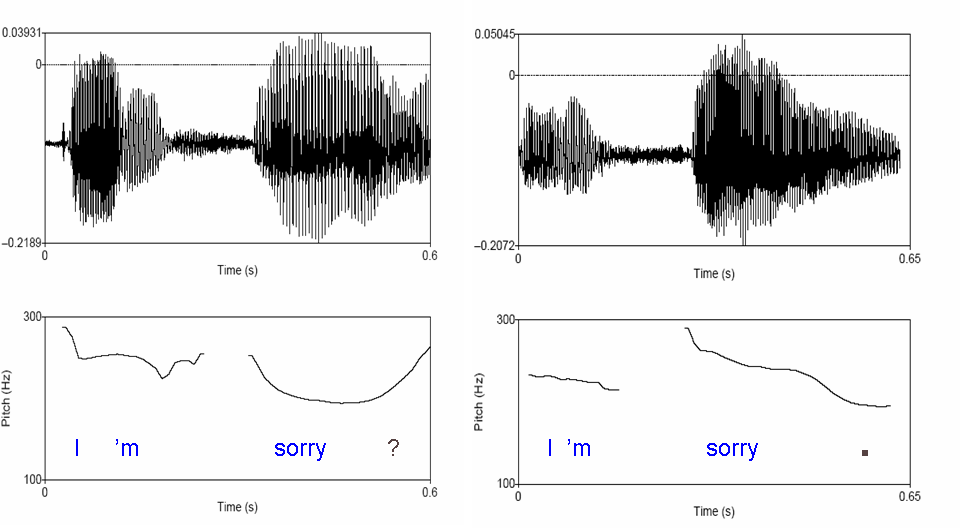 0.03931
0
−0.2189
0
0.6
Time (s)
0.05045
0
−0.2072
0
0.65
Time (s)
300
Pitch (Hz)
I 'm sorry ?
100
0
0.6
Time (s)
300
Pitch (Hz)
I 'm sorry .
100
0
0.65
Time (s)